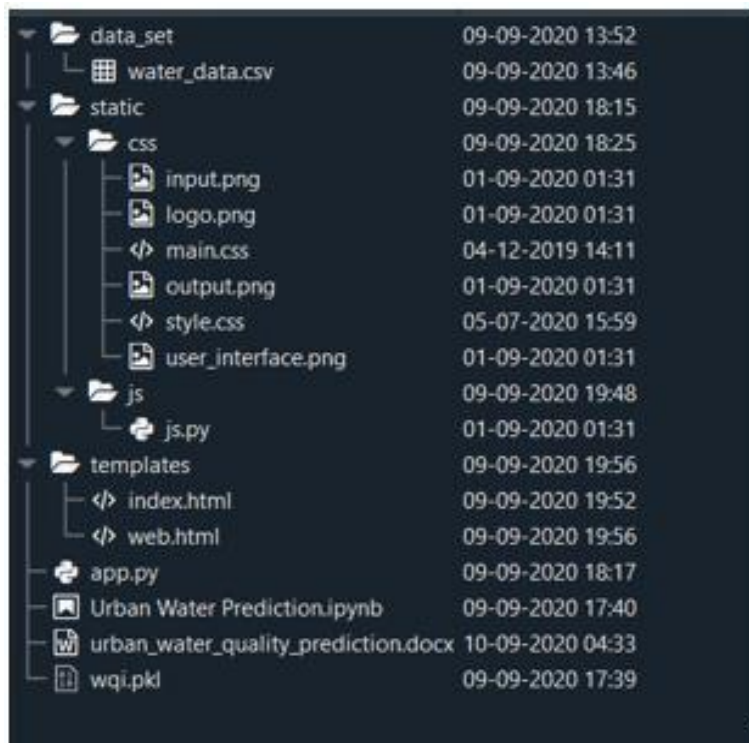 data_set 09-09-2020 13:52
water_data.csv 09-09-2020 13:46
static 09-09-2020 18:15
css 09-09-2020 18:25
input.png 01-09-2020 01:31
logo.png 01-09-2020 01:31
main.css 04-12-2019 14:11
output.png 01-09-2020 01:31
style.css 05-07-2020 15:59
user_interface.png 01-09-2020 01:31
js 09-09-2020 19:48
js.py 01-09-2020 01:31
templates 09-09-2020 19:56
index.html 09-09-2020 19:52
web.html 09-09-2020 19:56
app.py 09-09-2020 18:17
Urban Water Prediction.ipynb 09-09-2020 17:40
urban_water_quality_prediction.docx 10-09-2020 04:33
wqi.pkl 09-09-2020 17:39